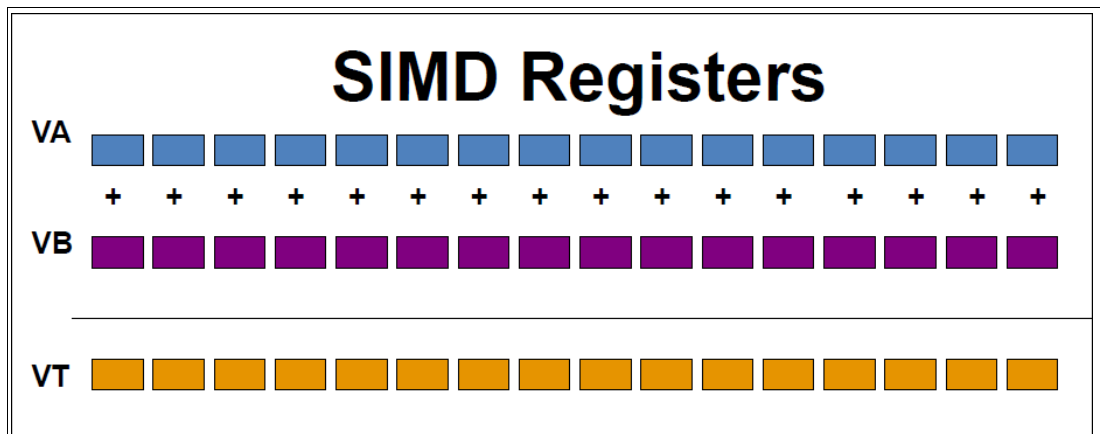 SIMD Registers
VA
+ + + + + + + + + + + + + + + +
VB
VT